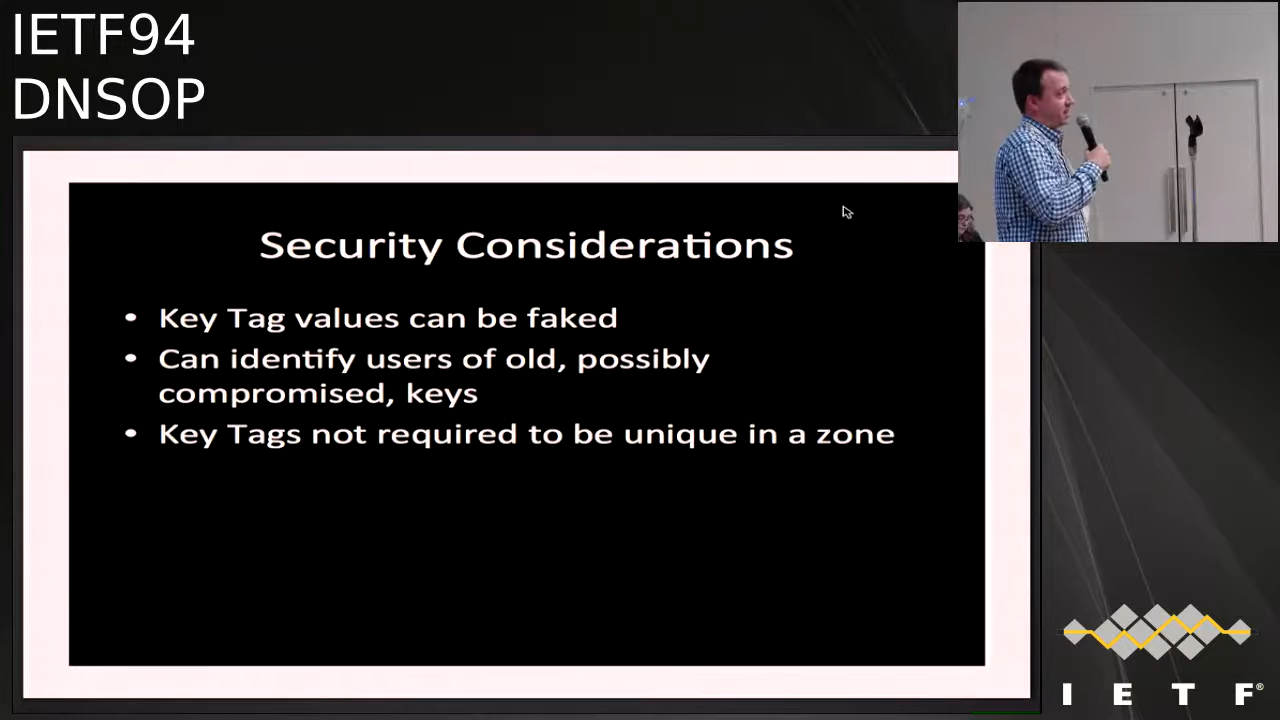 IETF94
DNSOP
Security Considerations
• Key Tag values can be faked
• Can identify users of old, possibly
compromised, keys
• Key Tags not required to be unique in a zone
I E T F®